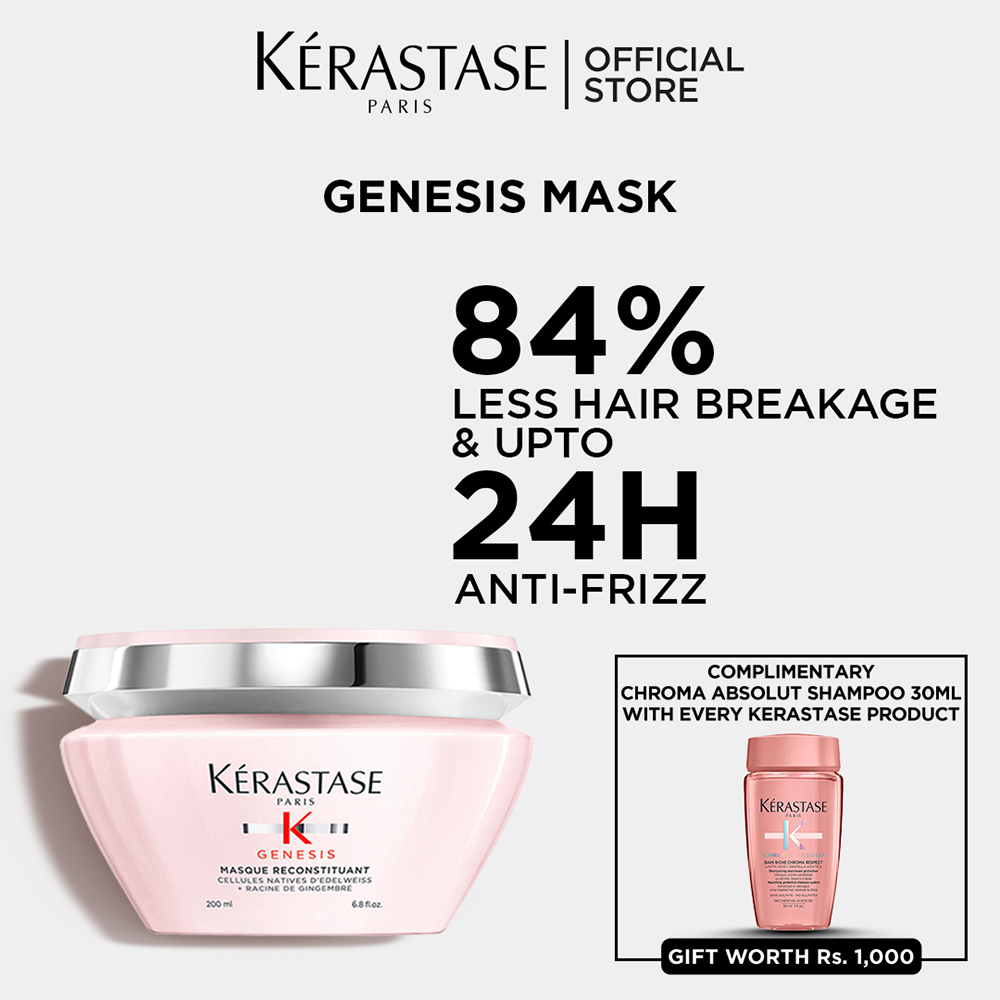 KÉRASTASE
PARIS
OFFICIAL
STORE
GENESIS MASK
84%
LESS HAIR BREAKAGE
& UPTO
24H
ANTI-FRIZZ
KÉRASTASE
PARIS
K
GENESIS
MASQUE RECONSTITUANT
CELLULES NATIVES D'EDELWEISS
+ RACINE DE GINGEMBRE
200 ml 6.8 fl.oz.
COMPLIMENTARY
CHROMA ABSOLUT SHAMPOO 30ML
WITH EVERY KERASTASE PRODUCT
KÉRASTASE
PARIS
K
BAIN RICHE CHROMA RESPECT
GIFT WORTH Rs. 1,000